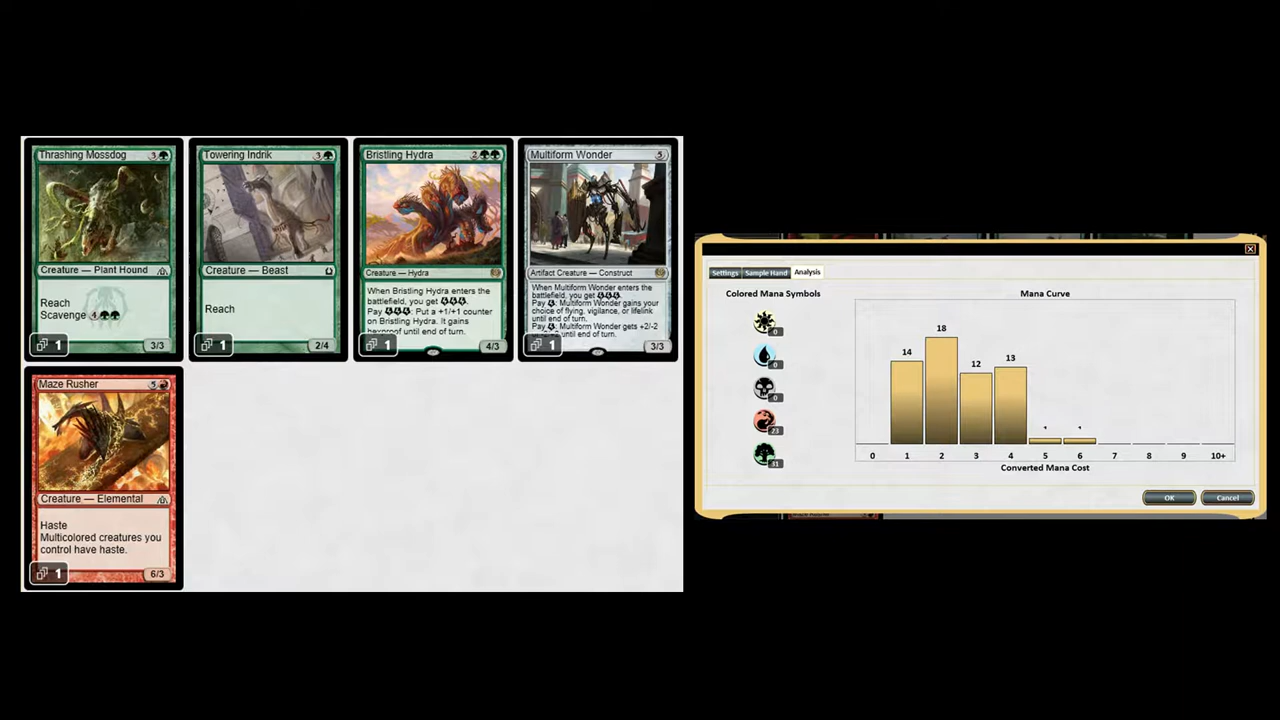 Thrashing Mossdog 3
Creature — Plant Hound
Reach
Scavenge 4
1
3/3
Towering Indrik 3
Creature — Beast
Reach
1
2/4
Bristling Hydra 2
Creature — Hydra
When Bristling Hydra enters the
battlefield, you get
Pay : Put a +1/+1 counter
on Bristling Hydra. It gains
hexproof until end of turn.
1
4/3
Multiform Wonder 5
Artifact Creature — Construct
When Multiform Wonder enters the
battlefield, you get
Pay : Multiform Wonder gains your
choice of flying, vigilance, or lifelink
until end of turn.
Pay : Multiform Wonder gets +2/-2
until end of turn.
1
3/3
Maze Rusher 5
Creature — Elemental
Haste
Multicolored creatures you
control have haste.
1
6/3
Settings Sample Hand Analysis
Colored Mana Symbols
0
0
0
23
31
Mana Curve
14 18 12 13
0 1 2 3 4 5 6 7 8 9 10+
Converted Mana Cost
OK Cancel